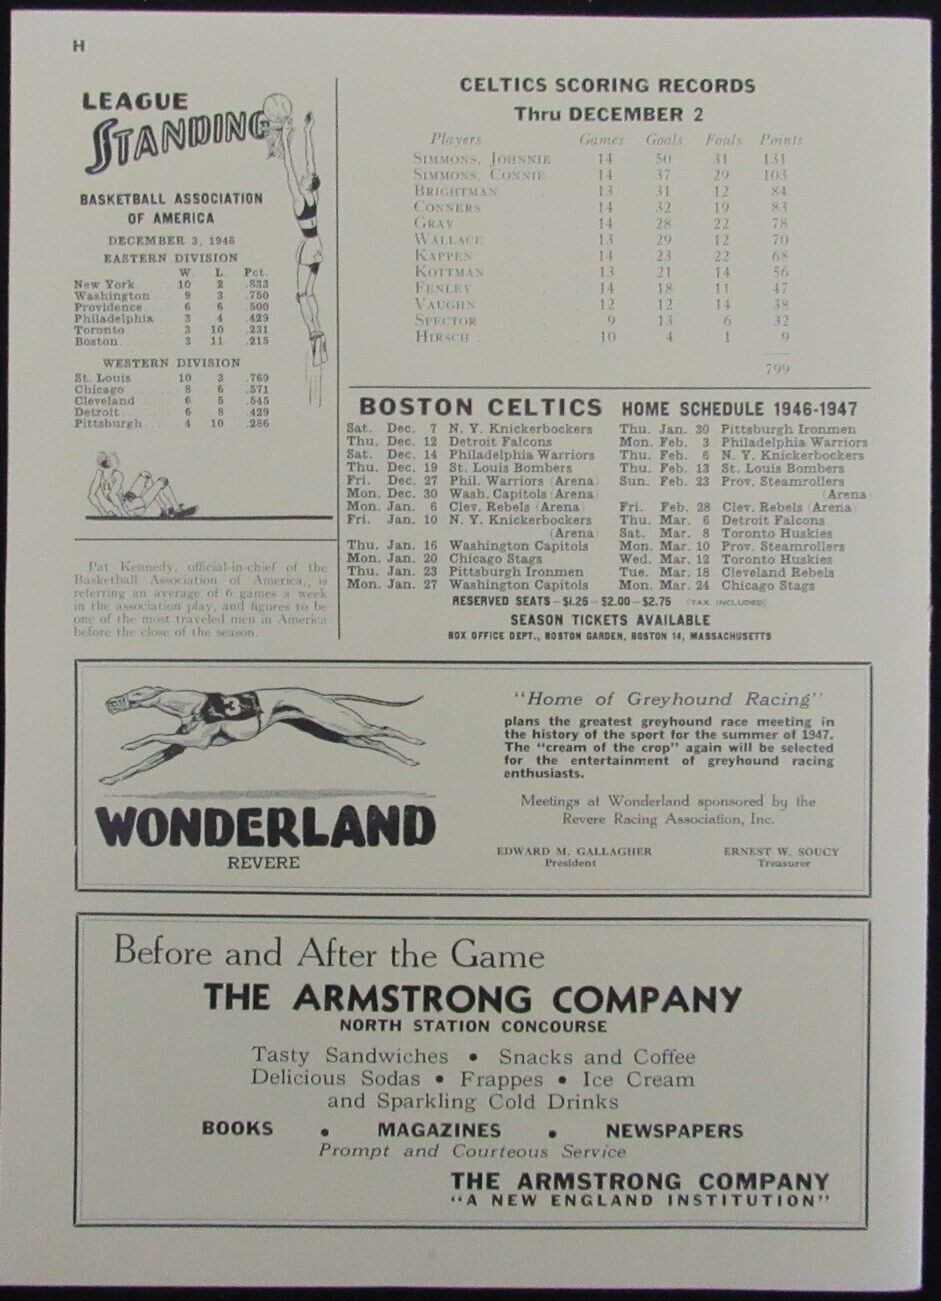 H
LEAGUE
STANDING
BASKETBALL ASSOCIATION
OF AMERICA
DECEMBER 3, 1946
EASTERN DIVISION
W. L. Pct.
New York 10 2 .833
Washington 9 3 .750
Providence 6 6 .500
Philadelphia 3 4 .429
Toronto 3 10 .231
Boston 3 11 .215
WESTERN DIVISION
St. Louis 10 3 .769
Chicago 8 6 .571
Cleveland 6 5 .545
Detroit 6 8 .429
Pittsburgh 4 10 .286
Pat Kennedy, official-in-chief of the
Basketball Association of America, is
referring an average of 6 games a week
in the association play, and figures to be
one of the most traveled men in America
before the close of the season.
CELTICS SCORING RECORDS
Thru DECEMBER 2
Players Games Goals Fouls Points
SIMMONS, JOHNNIE 14 50 31 131
SIMMONS, CONNIE 14 37 29 103
BRIGHTMAN 13 31 12 84
CONNERS 14 32 19 83
GRAY 14 28 22 78
WALLACE 13 29 12 70
KAPPEN 14 23 22 68
KOTTMAN 13 21 14 56
FENLEY 14 18 11 47
VAUGHN 12 12 14 38
SPECTOR 9 13 6 32
HIRSCH 10 4 1 9
799
BOSTON CELTICS HOME SCHEDULE 1946-1947
Sat. Dec. 7 N. Y. Knickerbockers
Thu. Dec. 12 Detroit Falcons
Sat. Dec. 14 Philadelphia Warriors
Thu. Dec. 19 St. Louis Bombers
Fri. Dec. 27 Phil. Warriors (Arena)
Mon. Dec. 30 Wash. Capitols (Arena)
Mon. Jan. 6 Clev. Rebels (Arena)
Fri. Jan. 10 N. Y. Knickerbockers
(Arena)
Thu. Jan. 16 Washington Capitols
Mon. Jan. 20 Chicago Stags
Thu. Jan. 23 Pittsburgh Ironmen
Mon. Jan. 27 Washington Capitols
Thu. Jan. 30 Pittsburgh Ironmen
Mon. Feb. 3 Philadelphia Warriors
Thu. Feb. 6 N. Y. Knickerbockers
Thu. Feb. 13 St. Louis Bombers
Sun. Feb. 23 Prov. Steamrollers
(Arena)
Fri. Feb. 28 Clev. Rebels (Arena)
Thu. Mar. 6 Detroit Falcons
Sat. Mar. 8 Toronto Huskies
Mon. Mar. 10 Prov. Steamrollers
Wed. Mar. 12 Toronto Huskies
Tue. Mar. 18 Cleveland Rebels
Mon. Mar. 24 Chicago Stags
RESERVED SEATS - $1.25 - $2.00 - $2.75 (TAX INCLUDED)
SEASON TICKETS AVAILABLE
BOX OFFICE DEPT., BOSTON GARDEN, BOSTON 14, MASSACHUSETTS
3
WONDERLAND
REVERE
"Home of Greyhound Racing"
plans the greatest greyhound race meeting in
the history of the sport for the summer of 1947.
The "cream of the crop" again will be selected
for the entertainment of greyhound racing
enthusiasts.
Meetings at Wonderland sponsored by the
Revere Racing Association, Inc.
EDWARD M. GALLAGHER ERNEST W. SOUCY
President Treasurer
Before and After the Game
THE ARMSTRONG COMPANY
NORTH STATION CONCOURSE
Tasty Sandwiches • Snacks and Coffee
Delicious Sodas • Frappes • Ice Cream
and Sparkling Cold Drinks
BOOKS • MAGAZINES • NEWSPAPERS
Prompt and Courteous Service
THE ARMSTRONG COMPANY
"A NEW ENGLAND INSTITUTION"